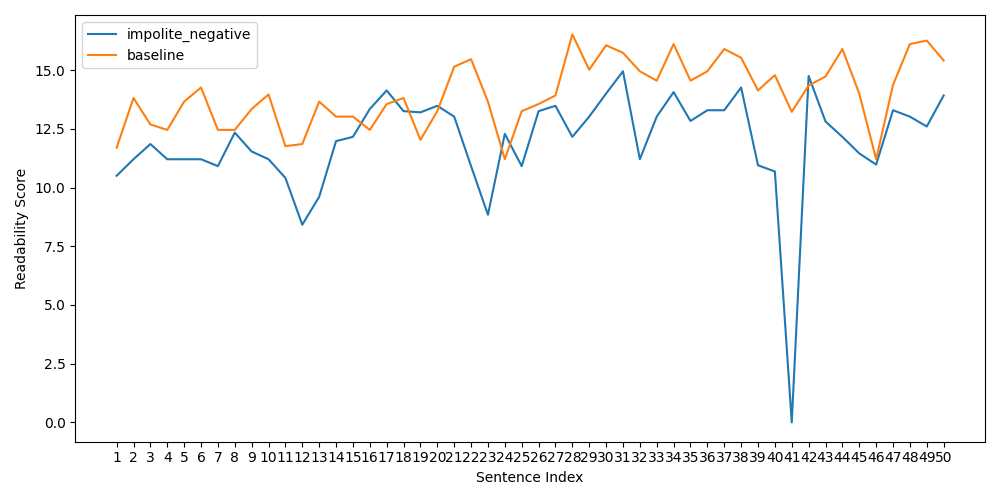 impolite_negative
baseline
Readability Score
15.0
12.5
10.0
7.5
5.0
2.5
0.0
1 2 3 4 5 6 7 8 9 10 11 12 13 14 15 16 17 18 19 20 21 22 23 24 25 26 27 28 29 30 31 32 33 34 35 36 37 38 39 40 41 42 43 44 45 46 47 48 49 50
Sentence Index